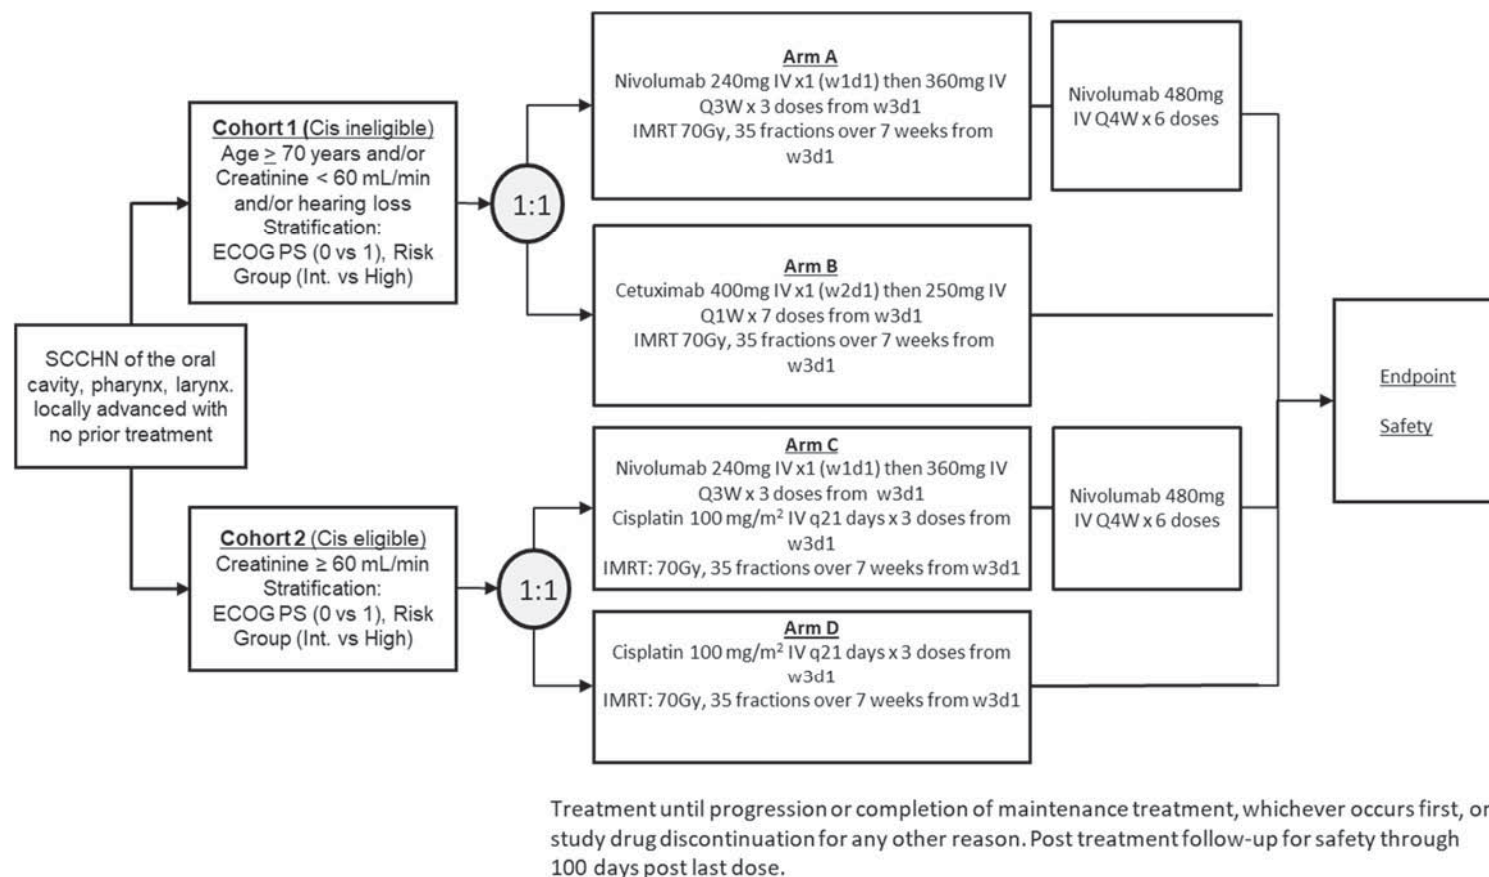 SCCHN of the oral
cavity, pharynx, larynx.
locally advanced with
no prior treatment
Cohort 1 (Cis ineligible)
Age ≥ 70 years and/or
Creatinine < 60 mL/min
and/or hearing loss
Stratification:
ECOG PS (0 vs 1), Risk
Group (Int. vs High)
1:1
Arm A
Nivolumab 240mg IV x1 (w1d1) then 360mg IV
Q3W x 3 doses from w3d1
IMRT 70Gy, 35 fractions over 7 weeks from
w3d1
Nivolumab 480mg
IV Q4W x 6 doses
Arm B
Cetuximab 400mg IV x1 (w2d1) then 250mg IV
Q1W x 7 doses from w3d1
IMRT 70Gy, 35 fractions over 7 weeks from
w3d1
Cohort 2 (Cis eligible)
Creatinine ≥ 60 mL/min
Stratification:
ECOG PS (0 vs 1), Risk
Group (Int. vs High)
1:1
Arm C
Nivolumab 240mg IV x1 (w1d1) then 360mg IV
Q3W x 3 doses from w3d1
Cisplatin 100 mg/m² IV q21 days x 3 doses from
w3d1
IMRT: 70Gy, 35 fractions over 7 weeks from w3d1
Nivolumab 480mg
IV Q4W x 6 doses
Arm D
Cisplatin 100 mg/m² IV q21 days x 3 doses from
w3d1
IMRT: 70Gy, 35 fractions over 7 weeks from w3d1
Endpoint
Safety
Treatment until progression or completion of maintenance treatment, whichever occurs first, or
study drug discontinuation for any other reason. Post treatment follow-up for safety through
100 days post last dose.